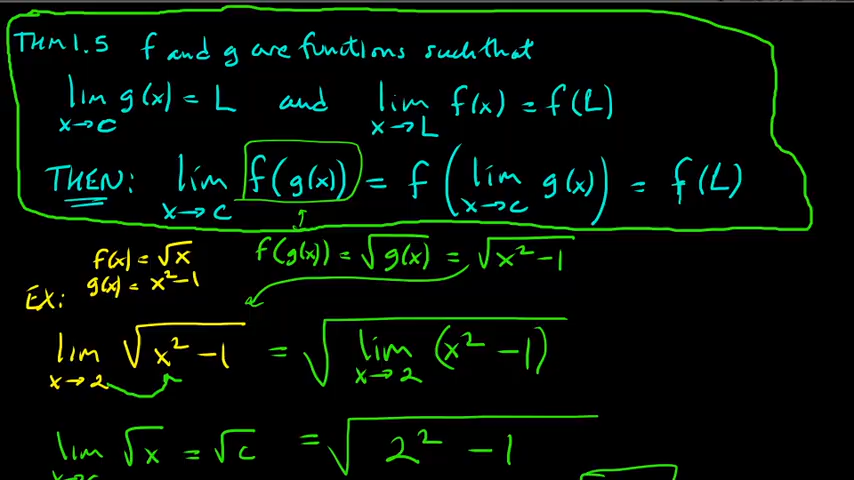 THM 1.5 f and g are functions such that
lim x→c g(x) = L and lim x→L f(x) = f(L)
THEN: lim x→c f(g(x)) = f(lim x→c g(x)) = f(L)
f(x) = √x f(g(x)) = √g(x) = √x²-1
g(x) = x²-1
EX:
lim x→2 √x²-1 = √lim x→2 (x²-1)
lim x→c √x = √c = √2²-1